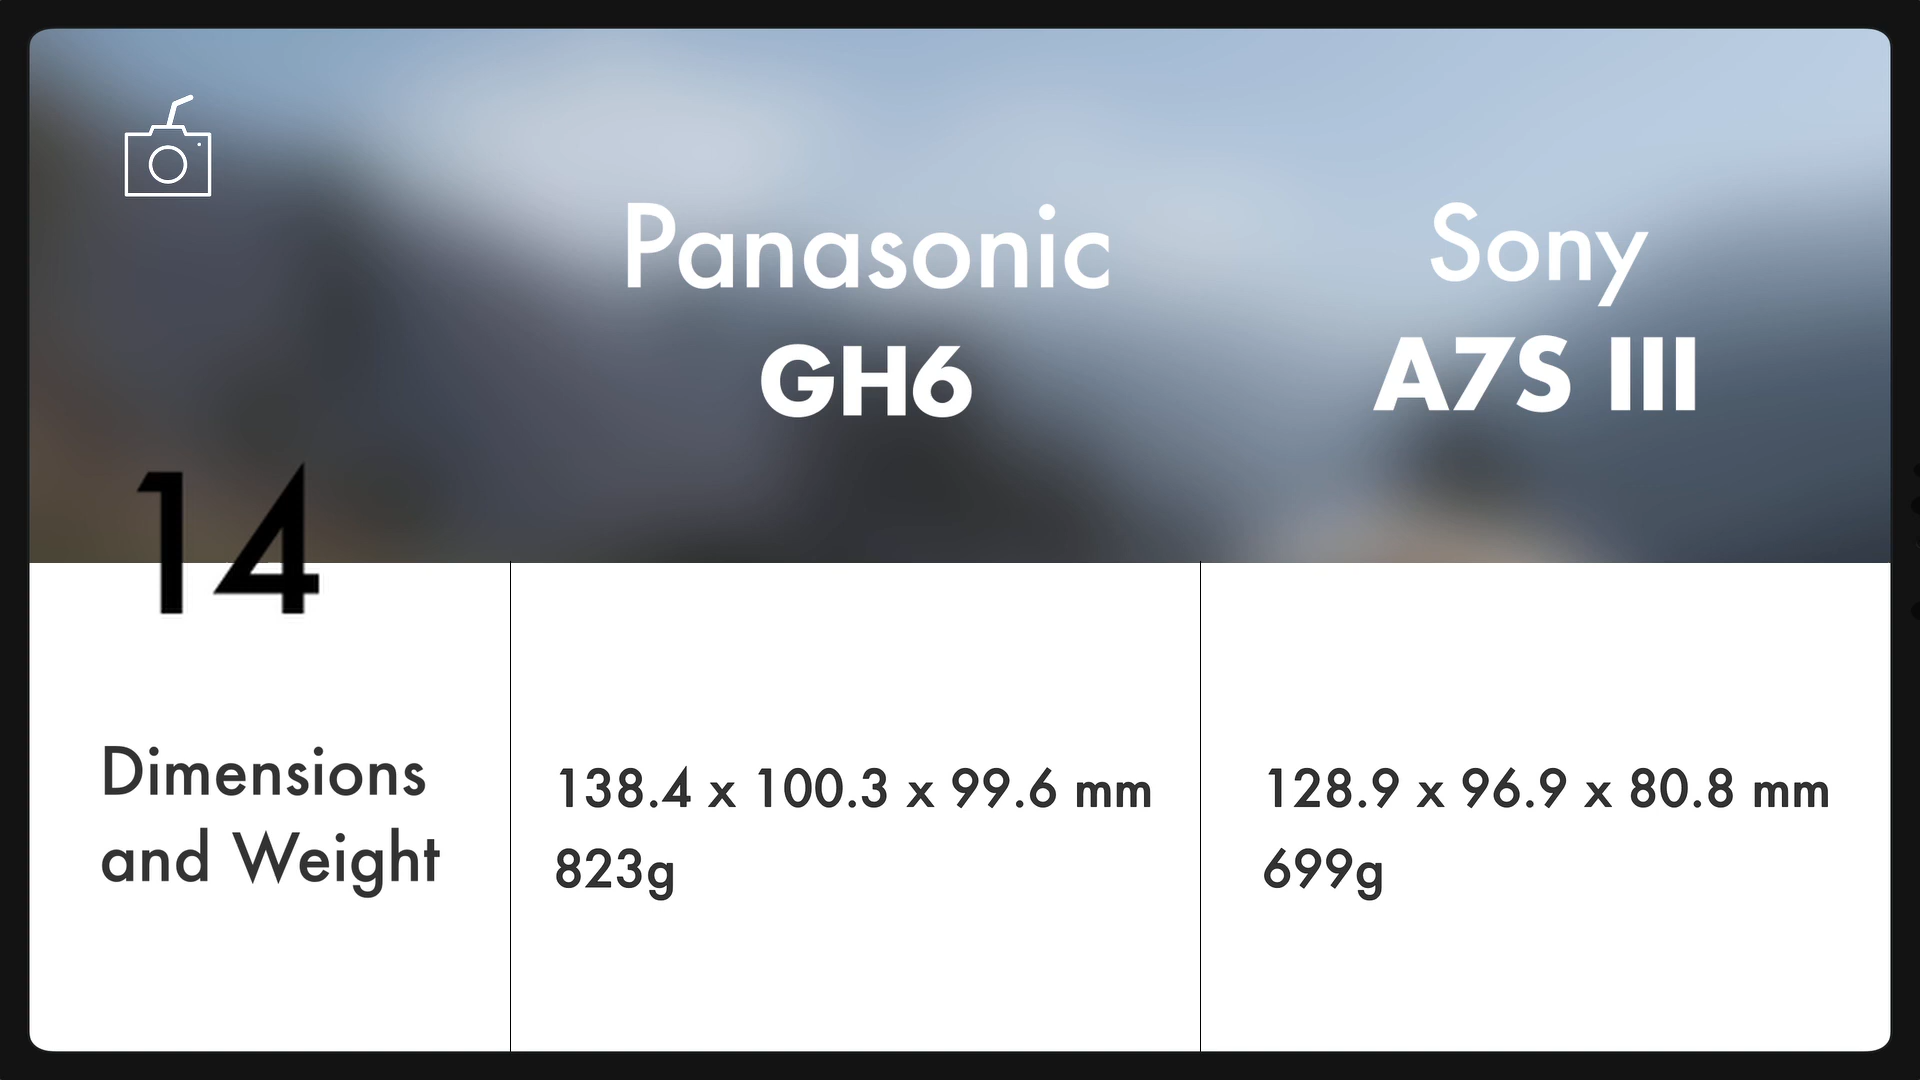 Panasonic
GH6
Sony
A7S III
14
Dimensions
and Weight
138.4 x 100.3 x 99.6 mm
823g
128.9 x 96.9 x 80.8 mm
699g